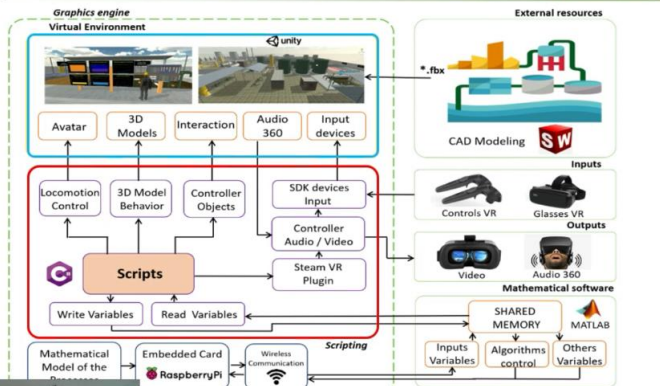 Graphics engine
Virtual Environment
unity
Avatar
3D
Models
Interaction
Audio
360
Input
devices
Locomotion
Control
3D Model
Behavior
Controller
Objects
SDK devices
Input
Controller
Audio / Video
Steam VR
Plugin
Scripts
Write Variables
Read Variables
Scripting
Mathematical
Model of the
Embedded Card
RaspberryPi
Wireless
Communication
External resources
*.fbx
CAD Modeling
SW
Inputs
Controls VR
Glasses VR
Outputs
Video
Audio 360
Mathematical software
SHARED
MEMORY
MATLAB
Inputs
Variables
Algorithms
control
Others
Variables